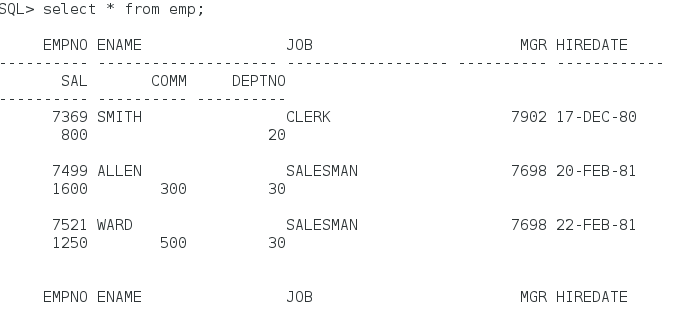 SQL> select * from emp;
EMPNO ENAME JOB MGR HIREDATE
---------- -------------------- ------------------ ---------- ------------
SAL COMM DEPTNO
---------- ---------- ----------
7369 SMITH CLERK 7902 17-DEC-80
800 20
7499 ALLEN SALESMAN 7698 20-FEB-81
1600 300 30
7521 WARD SALESMAN 7698 22-FEB-81
1250 500 30
EMPNO ENAME JOB MGR HIREDATE